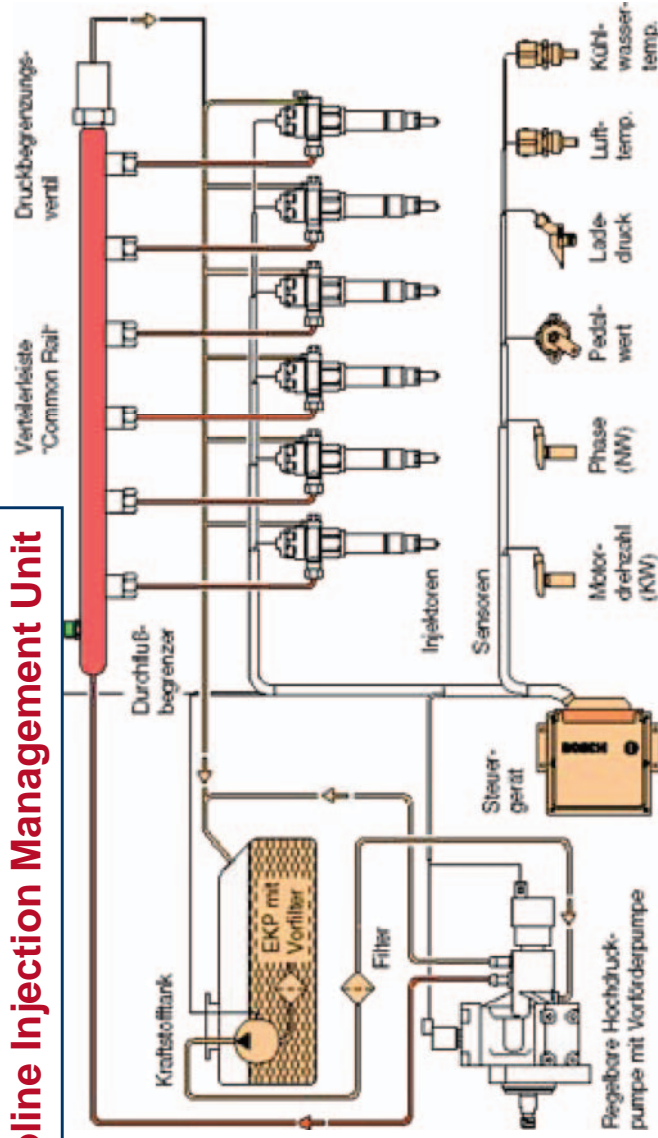 oline Injection Management Unit
Verteilerleiste
"Common Rail"
Druckbegrenzungs-
ventil
Durchfluß-
begrenzer
Kraftstofftank
EKP mit
Vorfilter
Filter
Injektoren
Sensoren
Steuer-
gerät
BOSCH
Regelbare Hochdruck-
pumpe mit Vorförderpumpe
Motor-
drehzahl
(KW)
Phase
(NW)
Pedal-
wert
Lade-
druck
Luft-
temp.
Kühl-
wasser-
temp.